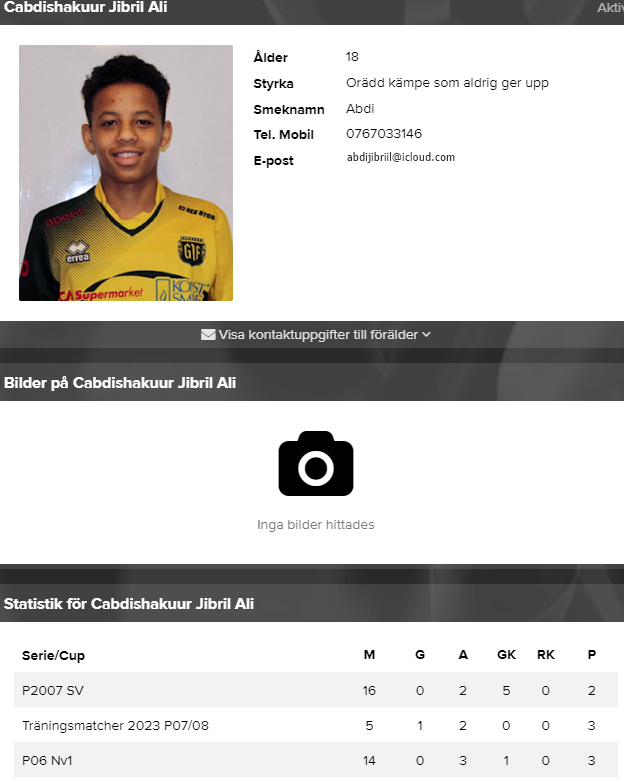 Cabdishakuur Jibril Ali Aktiv
Ålder 18
Styrka Orädd kämpe som aldrig ger upp
Smeknamn Abdi
Tel. Mobil 0767033146
E-post abdijibriil@icloud.com
aperit
errea
GIF
CASupermarket
Visa kontaktuppgifter till förälder
Bilder på Cabdishakuur Jibril Ali
Inga bilder hittades
Statistik för Cabdishakuur Jibril Ali
Serie/Cup M G A GK RK P
P2007 SV 16 0 2 5 0 2
Träningsmatcher 2023 P07/08 5 1 2 0 0 3
P06 Nv1 14 0 3 1 0 3